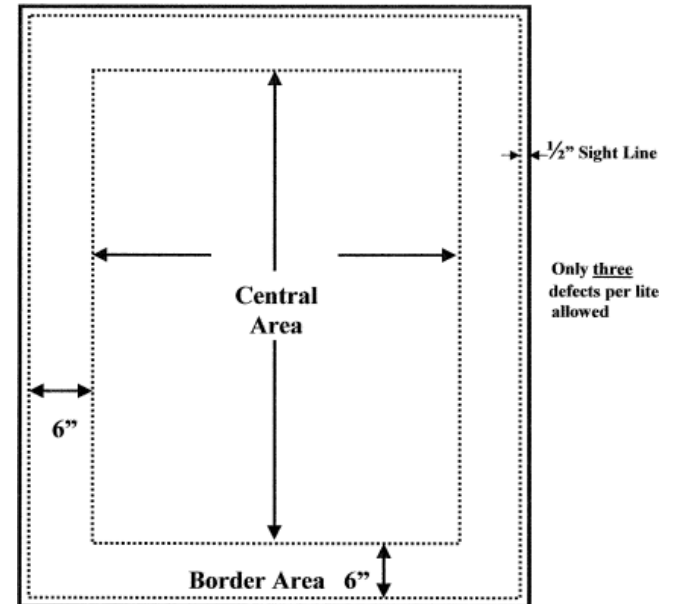 ½” Sight Line
Only three
defects per lite
allowed
Central
Area
6”
Border Area 6”